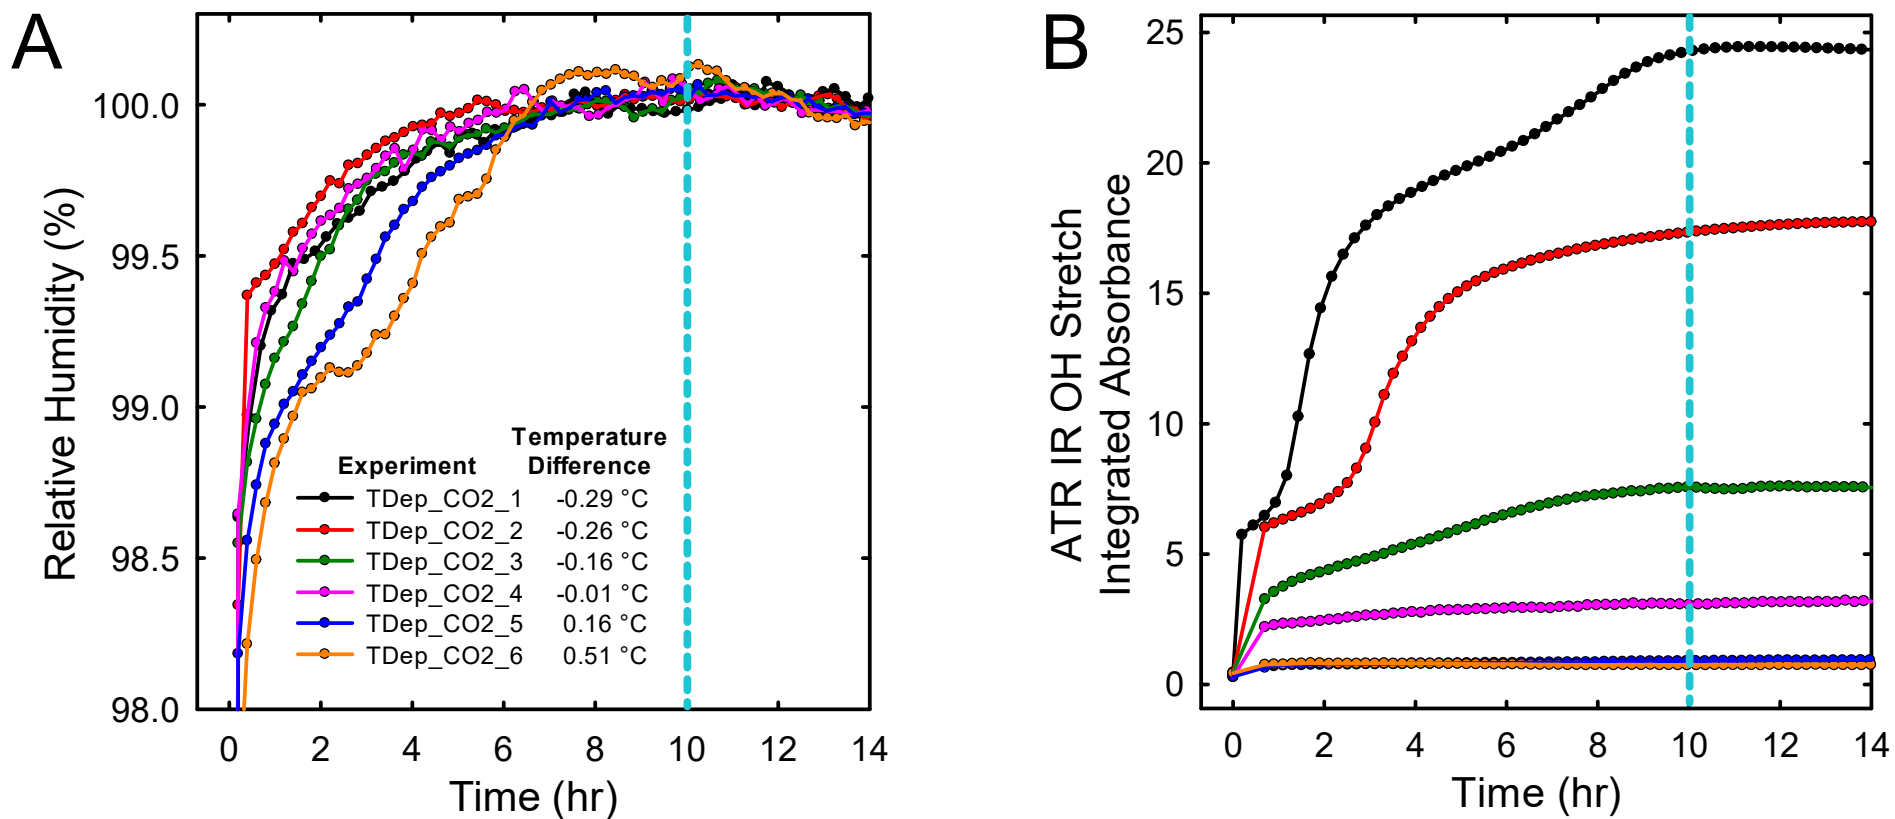 A
Relative Humidity (%)
100.0
99.5
99.0
98.5
98.0
0 2 4 6 8 10 12 14
Time (hr)
Experiment Temperature Difference
TDep_CO2_1 -0.29 °C
TDep_CO2_2 -0.26 °C
TDep_CO2_3 -0.16 °C
TDep_CO2_4 -0.01 °C
TDep_CO2_5 0.16 °C
TDep_CO2_6 0.51 °C
B
ATR IR OH Stretch
Integrated Absorbance
25
20
15
10
5
0
0 2 4 6 8 10 12 14
Time (hr)